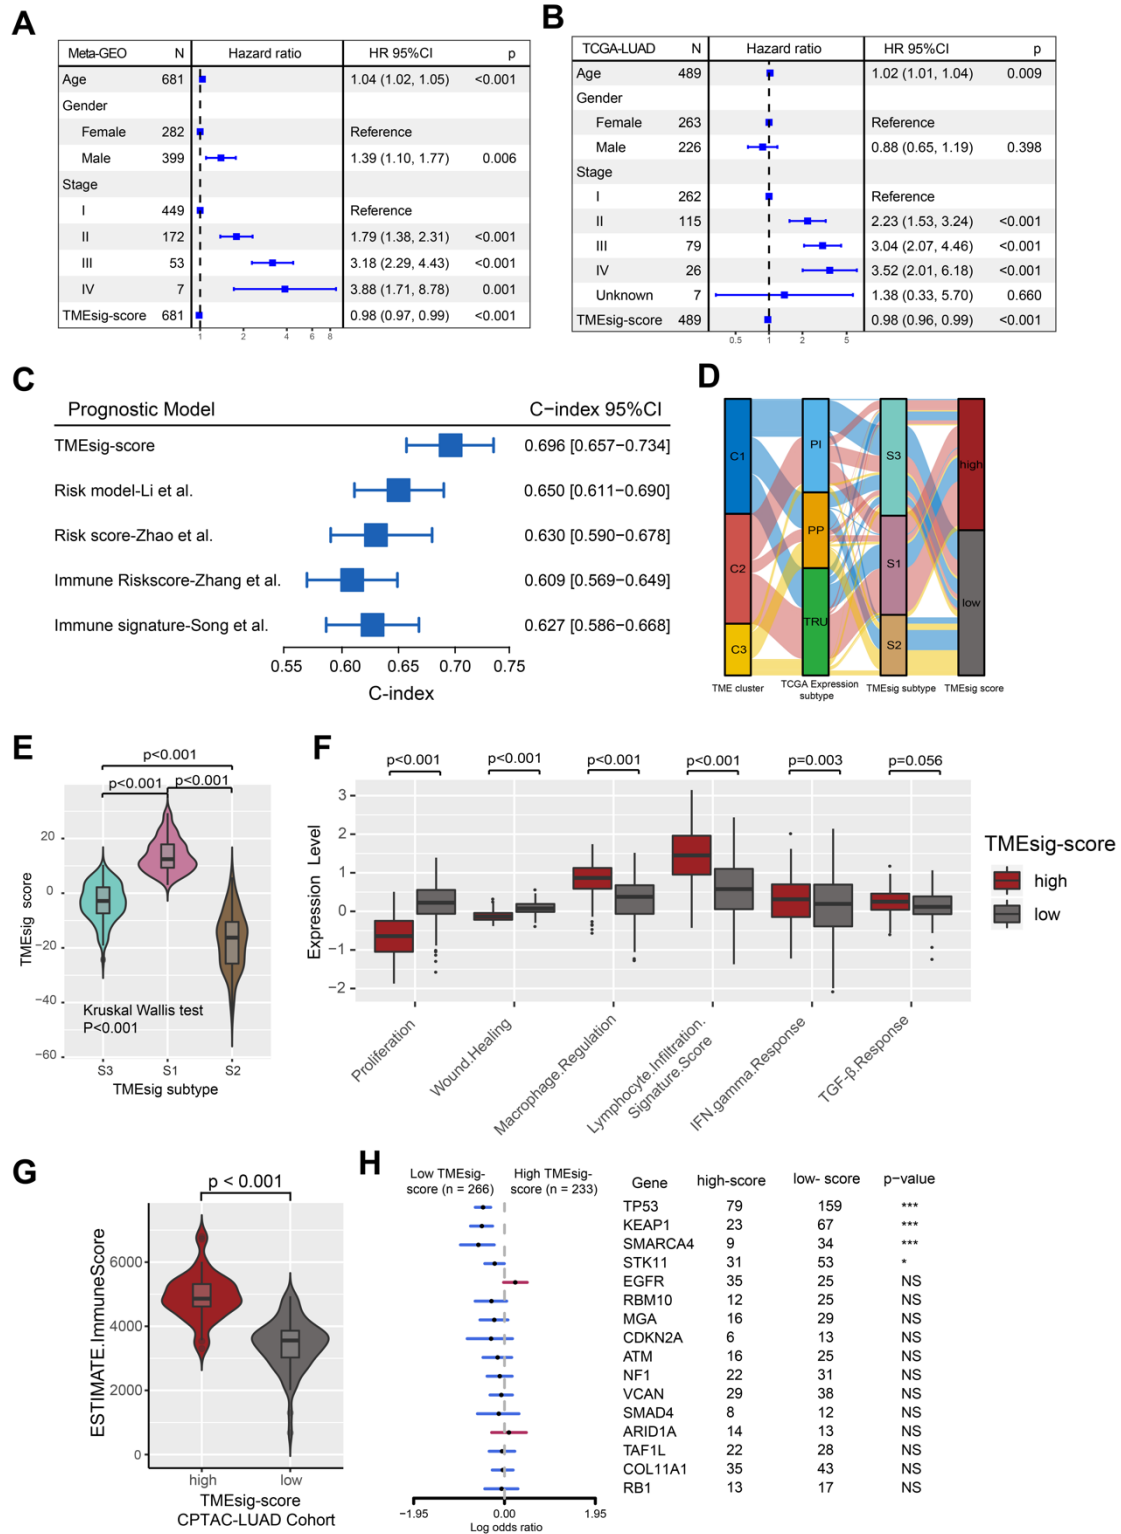 A
Meta-GEO N Hazard ratio HR 95%CI p
Age 681 1.04 (1.02, 1.05) <0.001
Gender
Female 282 Reference
Male 399 1.39 (1.10, 1.77) 0.006
Stage
I 449 Reference
II 172 1.79 (1.38, 2.31) <0.001
III 53 3.18 (2.29, 4.43) <0.001
IV 7 3.88 (1.71, 8.78) 0.001
TMEsig-score 681 0.98 (0.97, 0.99) <0.001
1 2 4 6 8
B
TCGA-LUAD N Hazard ratio HR 95%CI p
Age 489 1.02 (1.01, 1.04) 0.009
Gender
Female 263 Reference
Male 226 0.88 (0.65, 1.19) 0.398
Stage
I 262 Reference
II 115 2.23 (1.53, 3.24) <0.001
III 79 3.04 (2.07, 4.46) <0.001
IV 26 3.52 (2.01, 6.18) <0.001
Unknown 7 1.38 (0.33, 5.70) 0.660
TMEsig-score 489 0.98 (0.96, 0.99) <0.001
0.5 1 2 5
C
Prognostic Model C-index 95%CI
TMEsig-score 0.696 [0.657−0.734]
Risk model-Li et al. 0.650 [0.611−0.690]
Risk score-Zhao et al. 0.630 [0.590−0.678]
Immune Riskscore-Zhang et al. 0.609 [0.569−0.649]
Immune signature-Song et al. 0.627 [0.586−0.668]
0.55 0.60 0.65 0.70 0.75
C-index
D
C1 PI S3 high
C2 PP S1
C3 TRU S2 low
TME cluster TCGA Expression subtype TMEsig subtype TMEsig score
E
p<0.001
p<0.001 p<0.001
TMEsig score
20
0
−20
−40
−60
Kruskal Wallis test
P<0.001
S3 S1 S2
TMEsig subtype
F
p<0.001 p<0.001 p<0.001 p<0.001 p=0.003 p=0.056
Expression Level
3
2
1
0
−1
−2
Proliferation
Wound.Healing
Macrophage.Regulation
Lymphocyte.Infiltration.
Signature.Score
IFN.gamma.Response
TGF-β.Response
TMEsig-score
high
low
G
p < 0.001
ESTIMATE.ImmuneScore
6000
4000
2000
0
high low
TMEsig-score
CPTAC-LUAD Cohort
H
Low TMEsig- High TMEsig-
score (n = 266) score (n = 233)
Gene high-score low- score p-value
TP53 79 159 ***
KEAP1 23 67 ***
SMARCA4 9 34 ***
STK11 31 53 *
EGFR 35 25 NS
RBM10 12 25 NS
MGA 16 29 NS
CDKN2A 6 13 NS
ATM 16 25 NS
NF1 22 31 NS
VCAN 29 38 NS
SMAD4 8 12 NS
ARID1A 14 13 NS
TAF1L 22 28 NS
COL11A1 35 43 NS
RB1 13 17 NS
−1.95 0.00 1.95
Log odds ratio